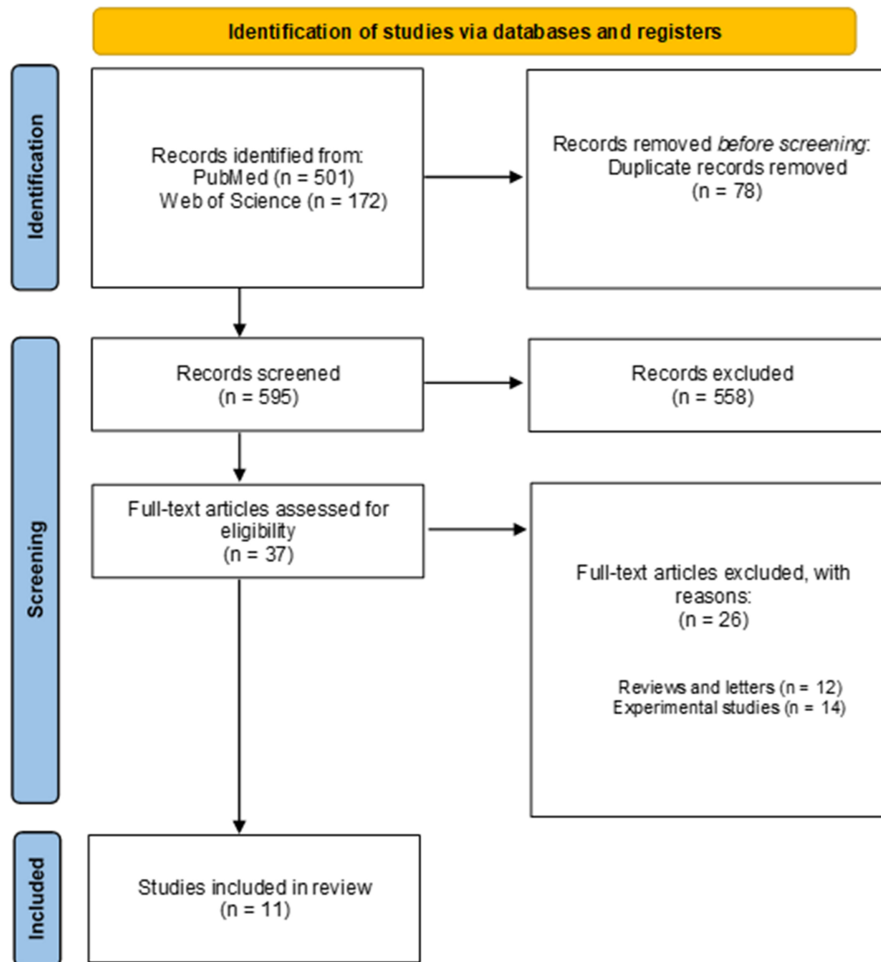 Identification of studies via databases and registers
Identification
Records identified from:
PubMed (n = 501)
Web of Science (n = 172)
Records removed before screening:
Duplicate records removed
(n = 78)
Screening
Records screened
(n = 595)
Records excluded
(n = 558)
Full-text articles assessed for
eligibility
(n = 37)
Full-text articles excluded, with
reasons:
(n = 26)
Reviews and letters (n = 12)
Experimental studies (n = 14)
Included
Studies included in review
(n = 11)